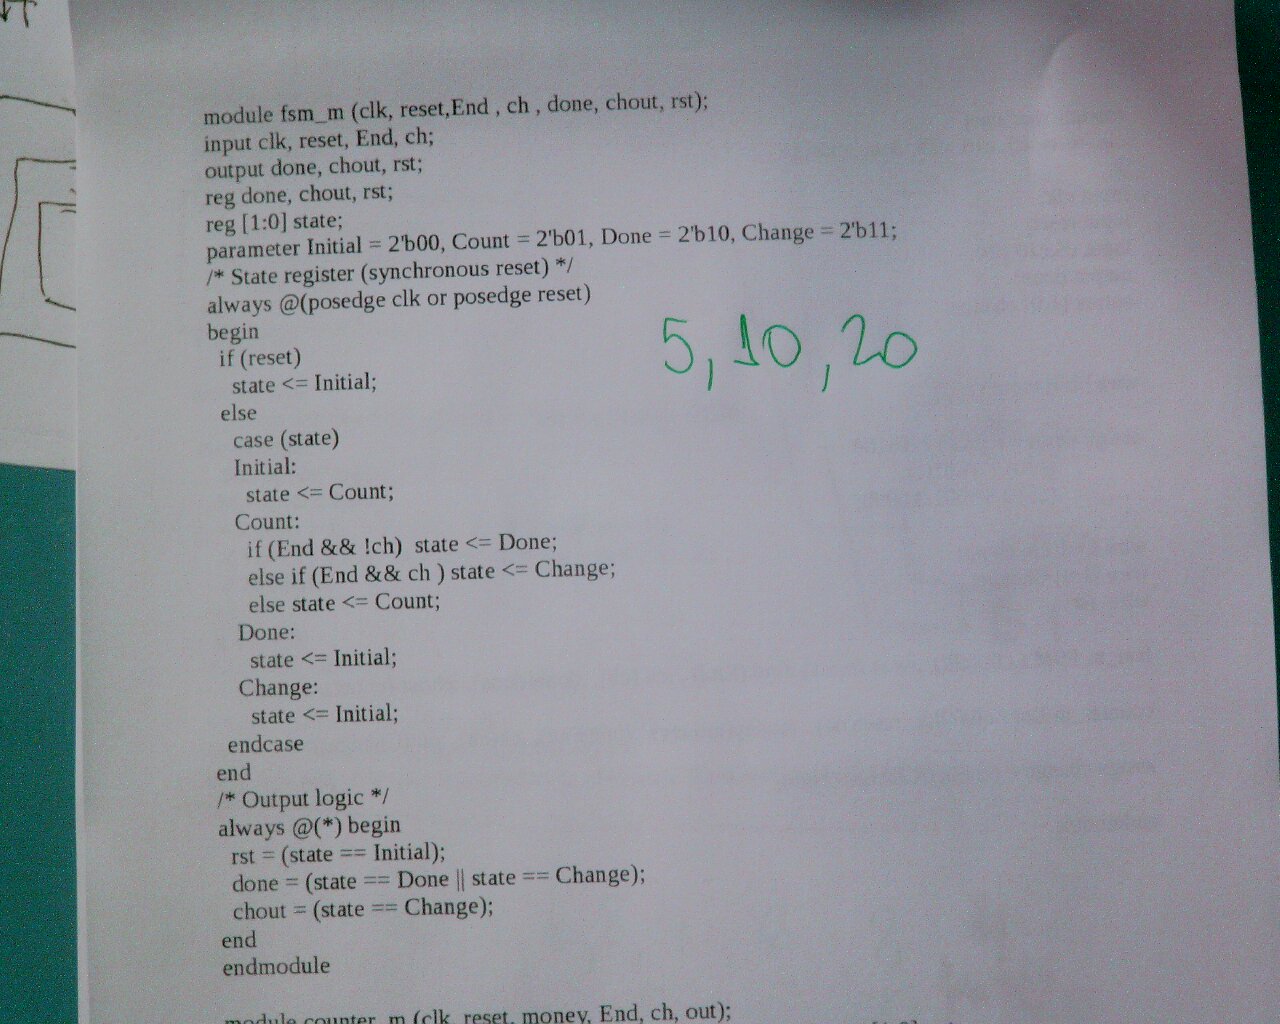 module fsm_m (clk, reset,End , ch , done, chout, rst);
input clk, reset, End, ch;
output done, chout, rst;
reg done, chout, rst;
reg [1:0] state;
parameter Initial = 2'b00, Count = 2'b01, Done = 2'b10, Change = 2'b11;
/* State register (synchronous reset) */
always @(posedge clk or posedge reset)
begin
if (reset)
state <= Initial;
5, 10, 20
else
case (state)
Initial:
state <= Count;
Count:
if (End && !ch) state <= Done;
else if (End && ch ) state <= Change;
else state <= Count;
Done:
state <= Initial;
Change:
state <= Initial;
endcase
end
/* Output logic */
always @(*) begin
rst = (state == Initial);
done = (state == Done || state == Change);
chout = (state == Change);
end
endmodule
module counter_m (clk, reset, money, End, ch, out);